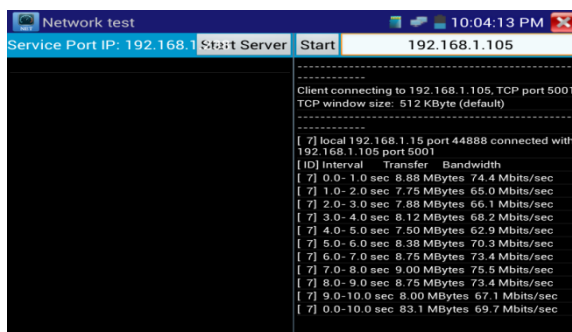 Network test
10:04:13 PM
Service Port IP: 192.168.1
Start Server
Start
192.168.1.105
------------------------------------------------------------
Client connecting to 192.168.1.105, TCP port 5001
TCP window size: 512 KByte (default)
------------------------------------------------------------
[ 7] local 192.168.1.15 port 44888 connected with
192.168.1.105 port 5001
[ ID] Interval Transfer Bandwidth
[ 7] 0.0- 1.0 sec 8.88 MBytes 74.4 Mbits/sec
[ 7] 1.0- 2.0 sec 7.75 MBytes 65.0 Mbits/sec
[ 7] 2.0- 3.0 sec 7.88 MBytes 66.1 Mbits/sec
[ 7] 3.0- 4.0 sec 8.12 MBytes 68.2 Mbits/sec
[ 7] 4.0- 5.0 sec 7.50 MBytes 62.9 Mbits/sec
[ 7] 5.0- 6.0 sec 8.38 MBytes 70.3 Mbits/sec
[ 7] 6.0- 7.0 sec 8.75 MBytes 73.4 Mbits/sec
[ 7] 7.0- 8.0 sec 9.00 MBytes 75.5 Mbits/sec
[ 7] 8.0- 9.0 sec 8.75 MBytes 73.4 Mbits/sec
[ 7] 9.0-10.0 sec 8.00 MBytes 67.1 Mbits/sec
[ 7] 0.0-10.0 sec 83.1 MBytes 69.7 Mbits/sec